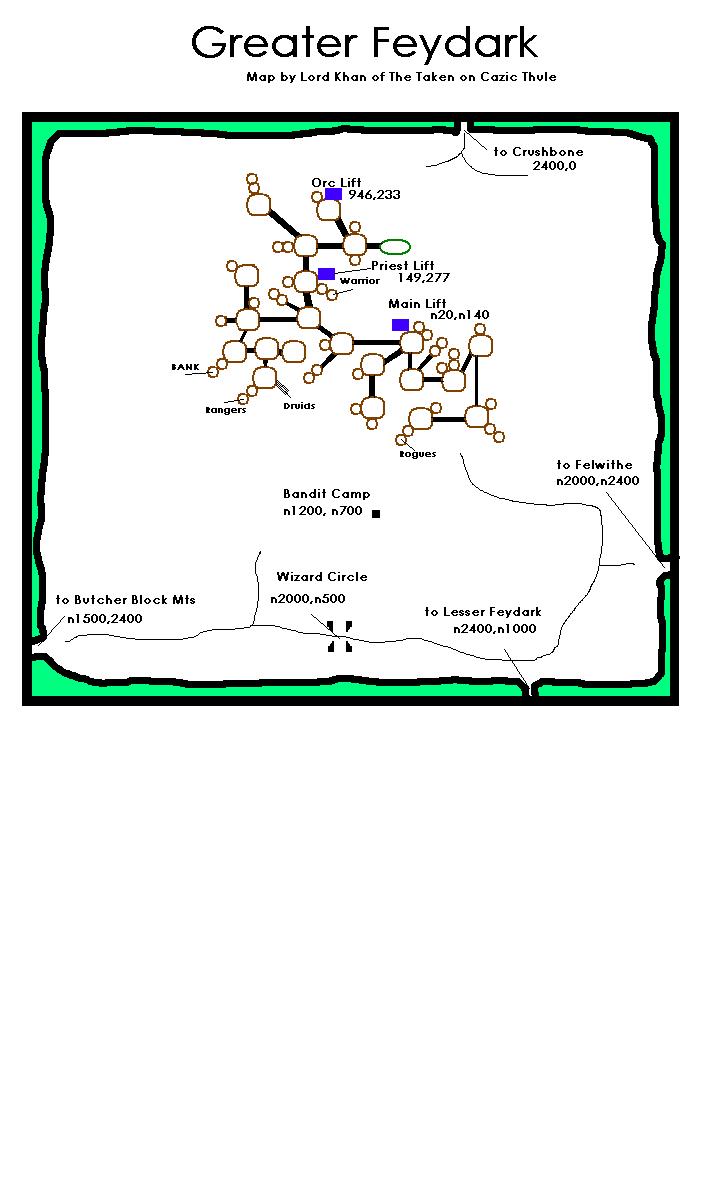 Greater Feydark
Map by Lord Khan of The Taken on Cazic Thule
to Crushbone
2400,0
Orc Lift
946,233
Priest Lift
149,277
Warrior
Main Lift
n20,n140
BANK
Rangers
Druids
Rogues
to Felwithe
n2000,n2400
Bandit Camp
n1200, n700
Wizard Circle
n2000,n500
to Butcher Block Mts
n1500,2400
to Lesser Feydark
n2400,n1000